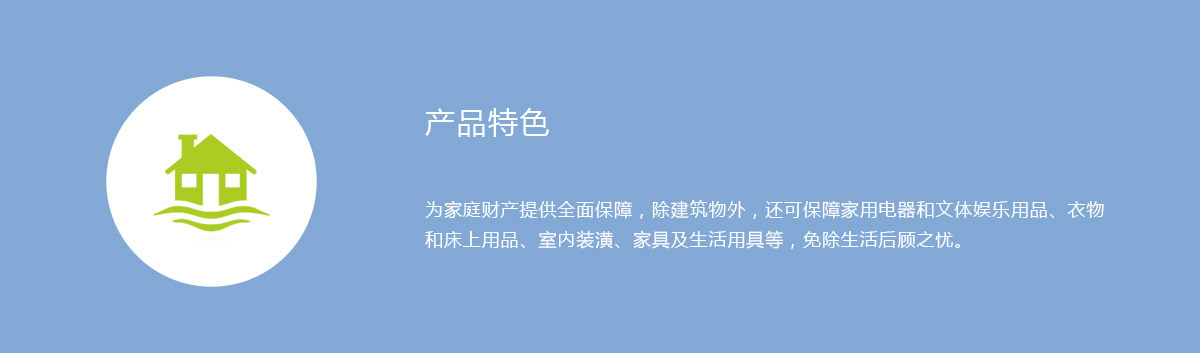 产品特色
为家庭财产提供全面保障，除建筑物外，还可保障家用电器和文体娱乐用品、衣物
和床上用品、室内装潢、家具及生活用具等，免除生活后顾之忧。